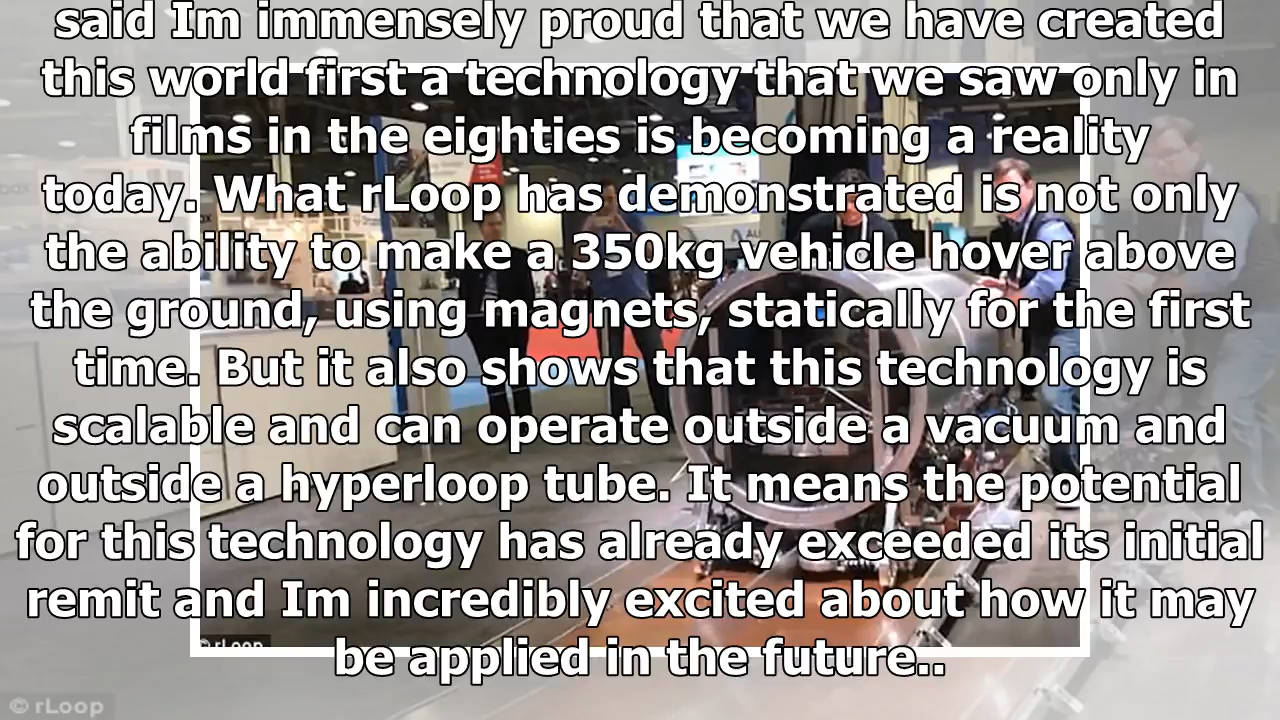 said Im immensely proud that we have created
this world first a technology that we saw only in
films in the eighties is becoming a reality
today. What rLoop has demonstrated is not only
the ability to make a 350kg vehicle hover above
the ground, using magnets, statically for the first
time. But it also shows that this technology is
scalable and can operate outside a vacuum and
outside a hyperloop tube. It means the potential
for this technology has already exceeded its initial
remit and Im incredibly excited about how it may
be applied in the future..
© rLoop
© rLoop